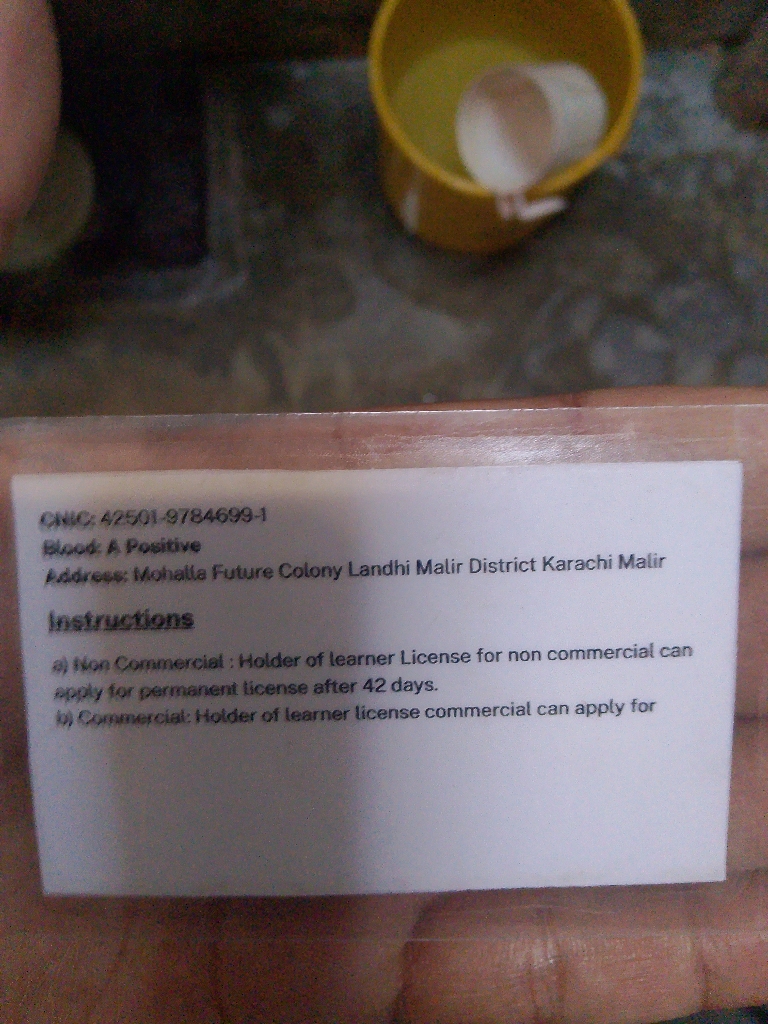 CNIC: 42501-9784699-1
Blood: A Positive
Address: Mohalla Future Colony Landhi Malir District Karachi Malir
Instructions
a) Non Commercial : Holder of learner License for non commercial can
apply for permanent license after 42 days.
b) Commercial: Holder of learner license commercial can apply for